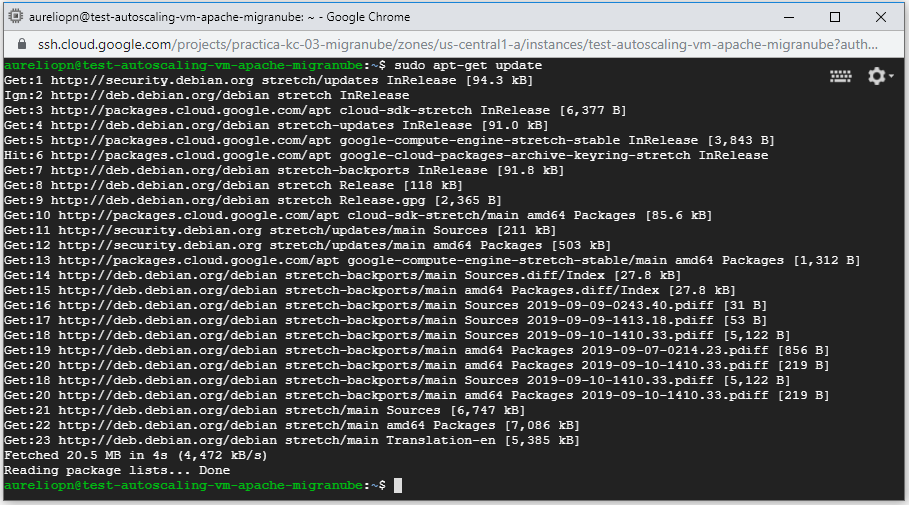 aureliopn@test-autoscaling-vm-apache-migranube: ~ - Google Chrome
ssh.cloud.google.com/projects/practica-kc-03-migranube/zones/us-central1-a/instances/test-autoscaling-vm-apache-migranube?auth...
aureliopn@test-autoscaling-vm-apache-migranube:~$ sudo apt-get update
Get:1 http://security.debian.org stretch/updates InRelease [94.3 kB]
Ign:2 http://deb.debian.org/debian stretch InRelease
Get:3 http://packages.cloud.google.com/apt cloud-sdk-stretch InRelease [6,377 B]
Get:4 http://deb.debian.org/debian stretch-updates InRelease [91.0 kB]
Get:5 http://packages.cloud.google.com/apt google-compute-engine-stretch-stable InRelease [3,843 B]
Hit:6 http://packages.cloud.google.com/apt google-cloud-packages-archive-keyring-stretch InRelease
Get:7 http://deb.debian.org/debian stretch-backports InRelease [91.8 kB]
Get:8 http://deb.debian.org/debian stretch Release [118 kB]
Get:9 http://deb.debian.org/debian stretch Release.gpg [2,365 B]
Get:10 http://packages.cloud.google.com/apt cloud-sdk-stretch/main amd64 Packages [85.6 kB]
Get:11 http://security.debian.org stretch/updates/main Sources [211 kB]
Get:12 http://security.debian.org stretch/updates/main amd64 Packages [503 kB]
Get:13 http://packages.cloud.google.com/apt google-compute-engine-stretch-stable/main amd64 Packages [1,312 B]
Get:14 http://deb.debian.org/debian stretch-backports/main Sources.diff/Index [27.8 kB]
Get:15 http://deb.debian.org/debian stretch-backports/main amd64 Packages.diff/Index [27.8 kB]
Get:16 http://deb.debian.org/debian stretch-backports/main Sources 2019-09-09-0243.40.pdiff [31 B]
Get:17 http://deb.debian.org/debian stretch-backports/main Sources 2019-09-09-1413.18.pdiff [53 B]
Get:18 http://deb.debian.org/debian stretch-backports/main Sources 2019-09-10-1410.33.pdiff [5,122 B]
Get:19 http://deb.debian.org/debian stretch-backports/main amd64 Packages 2019-09-07-0214.23.pdiff [856 B]
Get:20 http://deb.debian.org/debian stretch-backports/main amd64 Packages 2019-09-10-1410.33.pdiff [219 B]
Get:18 http://deb.debian.org/debian stretch-backports/main Sources 2019-09-10-1410.33.pdiff [5,122 B]
Get:20 http://deb.debian.org/debian stretch-backports/main amd64 Packages 2019-09-10-1410.33.pdiff [219 B]
Get:21 http://deb.debian.org/debian stretch/main Sources [6,747 kB]
Get:22 http://deb.debian.org/debian stretch/main amd64 Packages [7,086 kB]
Get:23 http://deb.debian.org/debian stretch/main Translation-en [5,385 kB]
Fetched 20.5 MB in 4s (4,472 kB/s)
Reading package lists... Done
aureliopn@test-autoscaling-vm-apache-migranube:~$